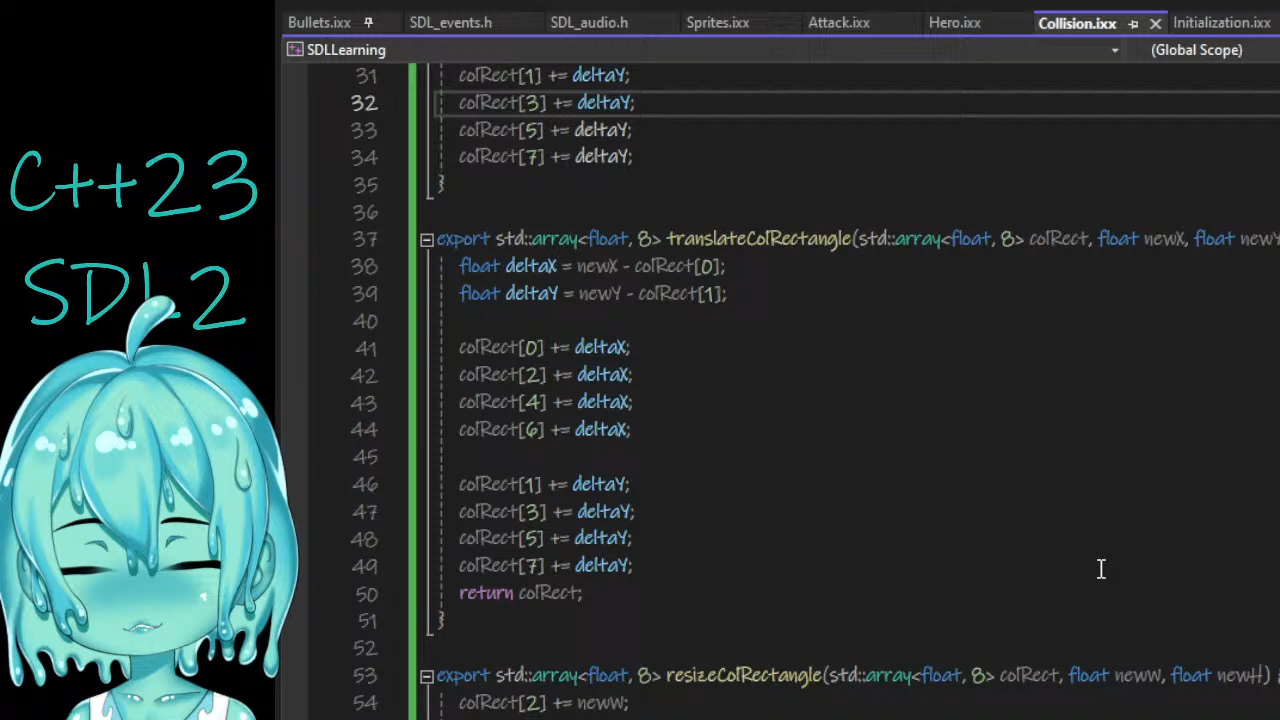 Bullets.ixx SDL_events.h SDL_audio.h Sprites.ixx Attack.ixx Hero.ixx Collision.ixx Initialization.ixx
SDLLearning (Global Scope)
C++23
SDL2
31 colRect[1] += deltaY;
32 colRect[3] += deltaY;
33 colRect[5] += deltaY;
34 colRect[7] += deltaY;
35 }
36
37 export std::array<float, 8> translateColRectangle(std::array<float, 8> colRect, float newX, float newY
38 float deltaX = newX - colRect[0];
39 float deltaY = newY - colRect[1];
40
41 colRect[0] += deltaX;
42 colRect[2] += deltaX;
43 colRect[4] += deltaX;
44 colRect[6] += deltaX;
45
46 colRect[1] += deltaY;
47 colRect[3] += deltaY;
48 colRect[5] += deltaY;
49 colRect[7] += deltaY;
50 return colRect;
51 }
52
53 export std::array<float, 8> resizeColRectangle(std::array<float, 8> colRect, float newW, float newH)
54 colRect[2] += newW;